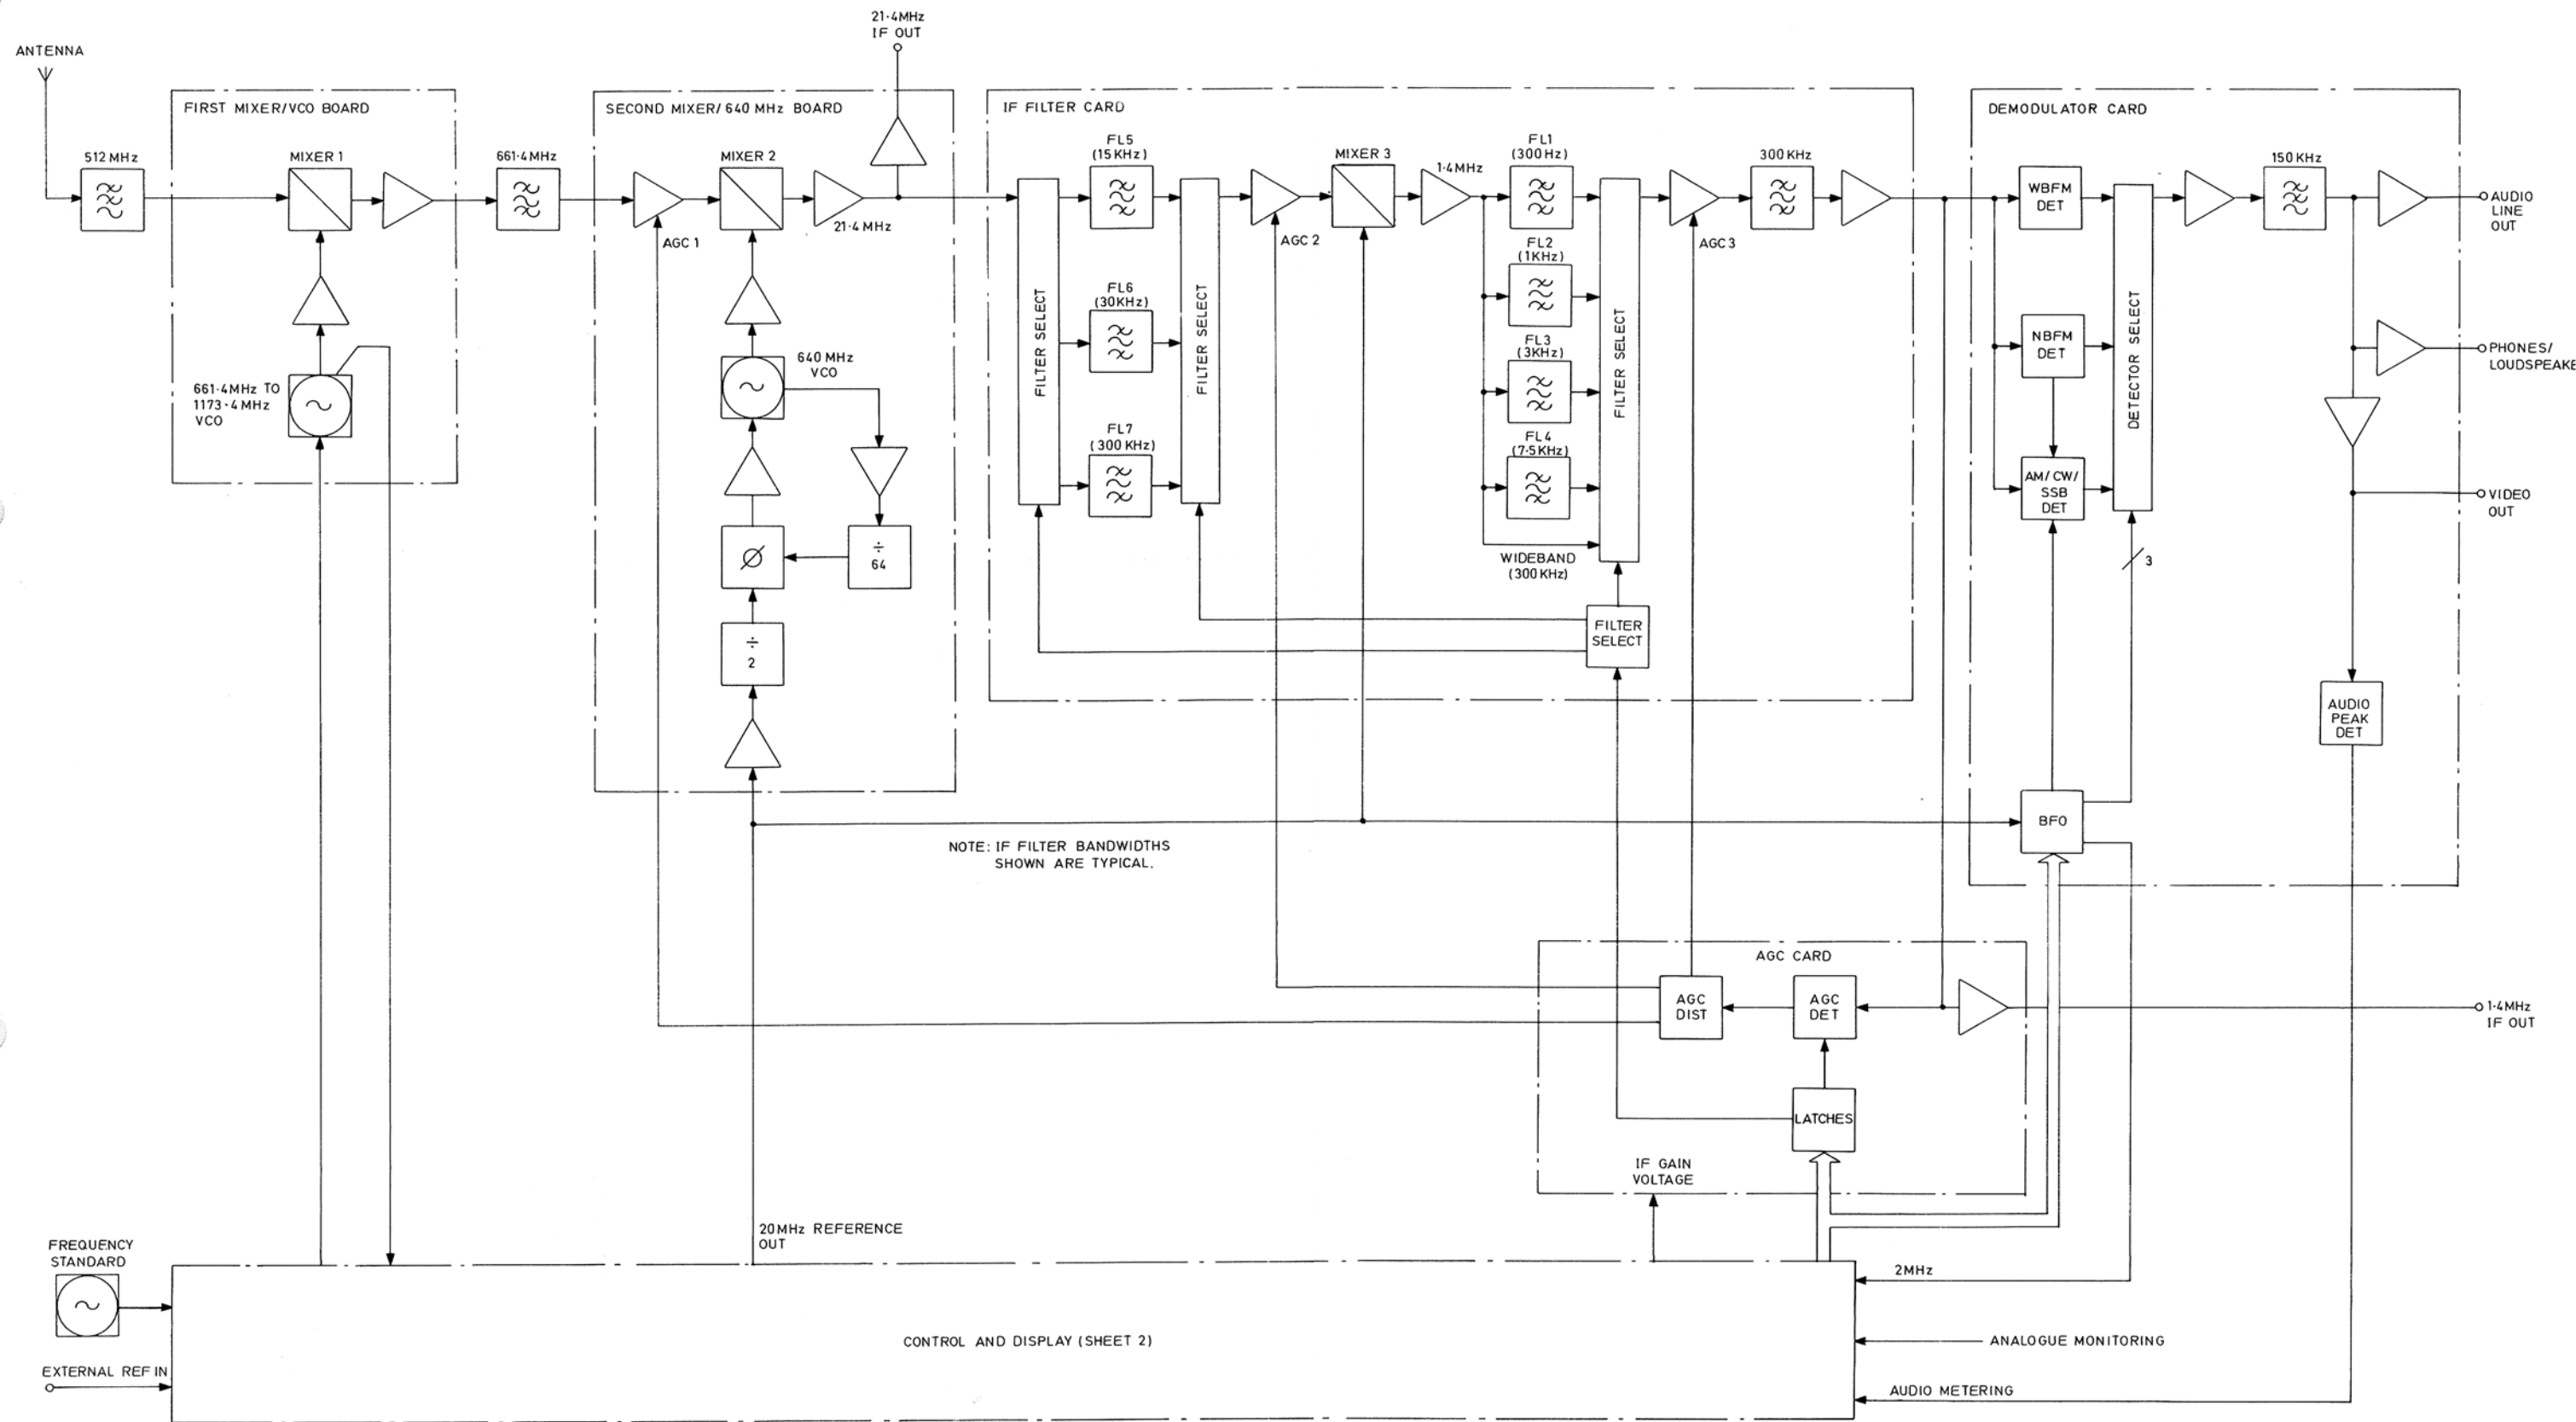 21·4MHz
IF OUT
ANTENNA
FIRST MIXER/VCO BOARD
SECOND MIXER/ 640 MHz BOARD
IF FILTER CARD
DEMODULATOR CARD
512 MHz
MIXER 1
661·4MHz
MIXER 2
21·4 MHz
AGC 1
FL5
(15 KHz)
MIXER 3
1·4 MHz
FL1
(300 Hz)
300 KHz
WBFM
DET
150 KHz
AUDIO
LINE
OUT
AGC 2
FL2
(1KHz)
AGC 3
FILTER SELECT
FL6
(30KHz)
FILTER SELECT
FL3
(3KHz)
FILTER SELECT
NBFM
DET
DETECTOR SELECT
PHONES/
LOUDSPEAKE
661·4MHz TO
1173·4 MHz
VCO
640 MHz
VCO
FL7
(300 KHz)
FL4
(7·5KHz)
AM/CW/
SSB
DET
VIDEO
OUT
Ø
÷
64
WIDEBAND
(300 KHz)
3
÷
2
FILTER
SELECT
AUDIO
PEAK
DET
BFO
NOTE: IF FILTER BANDWIDTHS
SHOWN ARE TYPICAL.
AGC CARD
AGC
DIST
AGC
DET
1·4MHz
IF OUT
LATCHES
IF GAIN
VOLTAGE
20MHz REFERENCE
OUT
FREQUENCY
STANDARD
2MHz
CONTROL AND DISPLAY (SHEET 2)
ANALOGUE MONITORING
EXTERNAL REF IN
AUDIO METERING